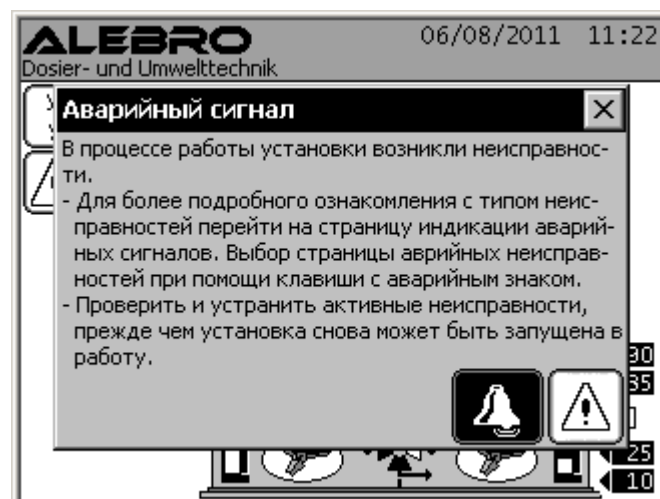 ALEBRO
06/08/2011 11:22
Dosier- und Umwelttechnik
Аварийный сигнал
В процессе работы установки возникли неисправнос-
ти.
- Для более подробного ознакомления с типом неис-
правностей перейти на страницу индикации аварий-
ных сигналов. Выбор страницы аврийных неисправ-
ностей при помощи клавиши с аварийным знаком.
- Проверить и устранить активные неисправности,
прежде чем установка снова может быть запущена в
работу.
25
10